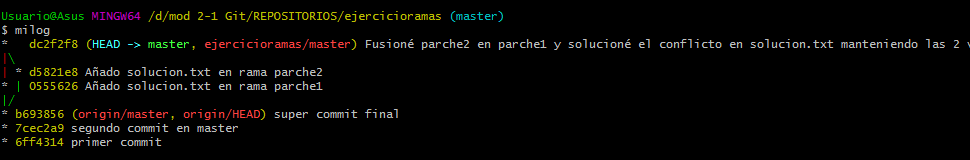 Usuario@Asus MINGW64 /d/mod 2-1 Git/REPOSITORIOS/ejercicioramas (master)
$ milog
*   dc2f2f8 (HEAD -> master, ejercicioramas/master) Fusioné parche2 en parche1 y solucioné el conflicto en solucion.txt manteniendo las 2
|\
| * d5821e8 Añado solucion.txt en rama parche2
* | 0555626 Añado solucion.txt en rama parche1
|/
* b693856 (origin/master, origin/HEAD) super commit final
* 7cec2a9 segundo commit en master
* 6ff4314 primer commit